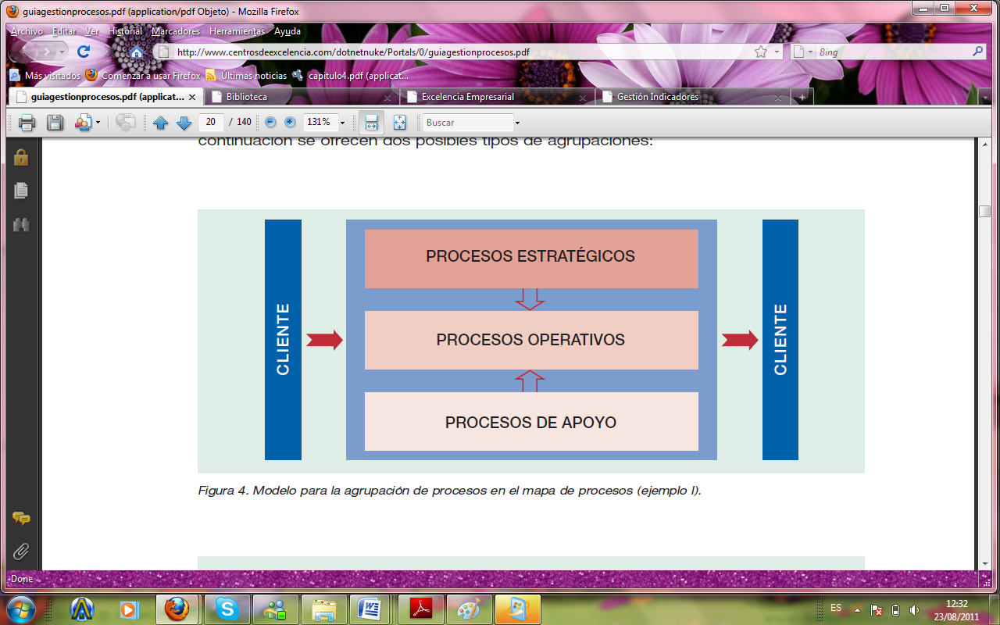 guiagestionprocesos.pdf (application/pdf Objeto) - Mozilla Firefox
Archivo Editar Ver Historial Marcadores Herramientas Ayuda
http://www.centrosdeexcelencia.com/dotnetnuke/Portals/0/guiagestionprocesos.pdf
Bing
Más visitados Comenzar a usar Firefox Últimas noticias capitulo4.pdf (applicat...
guiagestionprocesos.pdf (applicat... Biblioteca Excelencia Empresarial Gestión Indicadores
20 / 140 131% Buscar
continuación se ofrecen dos posibles tipos de agrupaciones:
CLIENTE
PROCESOS ESTRATÉGICOS
PROCESOS OPERATIVOS
PROCESOS DE APOYO
CLIENTE
Figura 4. Modelo para la agrupación de procesos en el mapa de procesos (ejemplo I).
Done
ES 12:32
23/08/2011